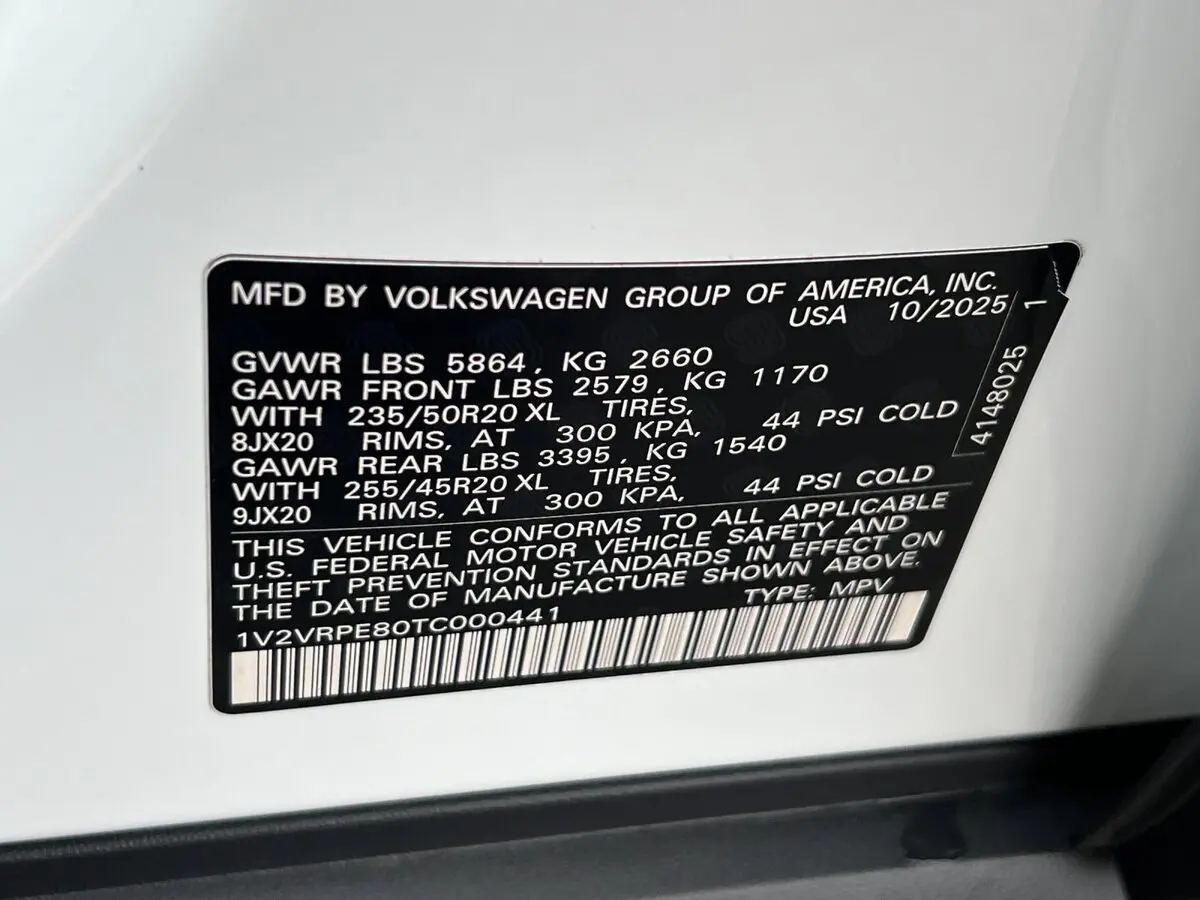 MFD BY VOLKSWAGEN GROUP OF AMERICA, INC.
USA 10/2025
GVWR LBS 5864, KG 2660
GAWR FRONT LBS 2579, KG 1170
WITH 235/50R20 XL TIRES,
8JX20 RIMS, AT 300 KPA, 44 PSI COLD
GAWR REAR LBS 3395, KG 1540
WITH 255/45R20 XL TIRES,
9JX20 RIMS, AT 300 KPA, 44 PSI COLD
THIS VEHICLE CONFORMS TO ALL APPLICABLE
U.S. FEDERAL MOTOR VEHICLE SAFETY AND
THEFT PREVENTION STANDARDS IN EFFECT ON
THE DATE OF MANUFACTURE SHOWN ABOVE.
TYPE: MPV
1V2VRPE80TC000441
4148025 1